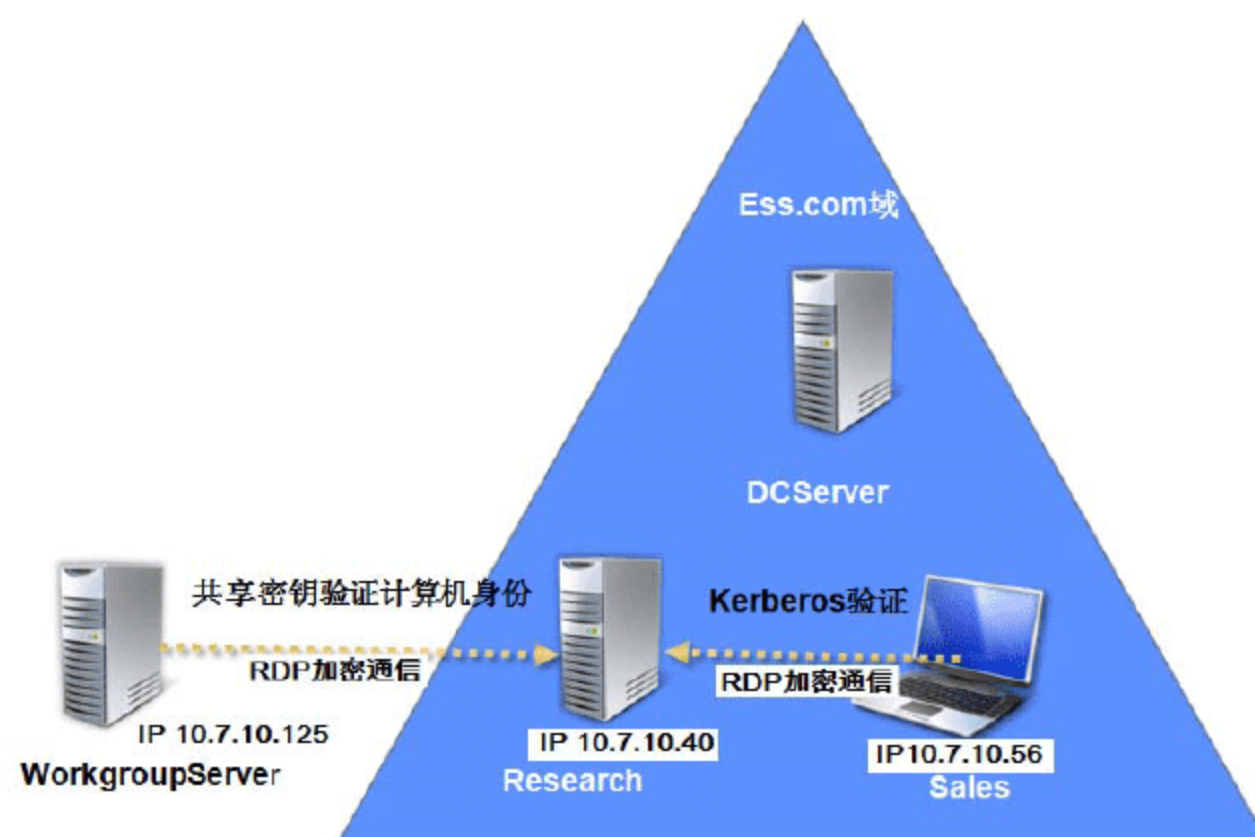 Ess.com域
DCServer
共享密钥验证计算机身份
Kerberos验证
RDP加密通信
RDP加密通信
IP 10.7.10.125
IP 10.7.10.40
IP10.7.10.56
WorkgroupServer
Research
Sales